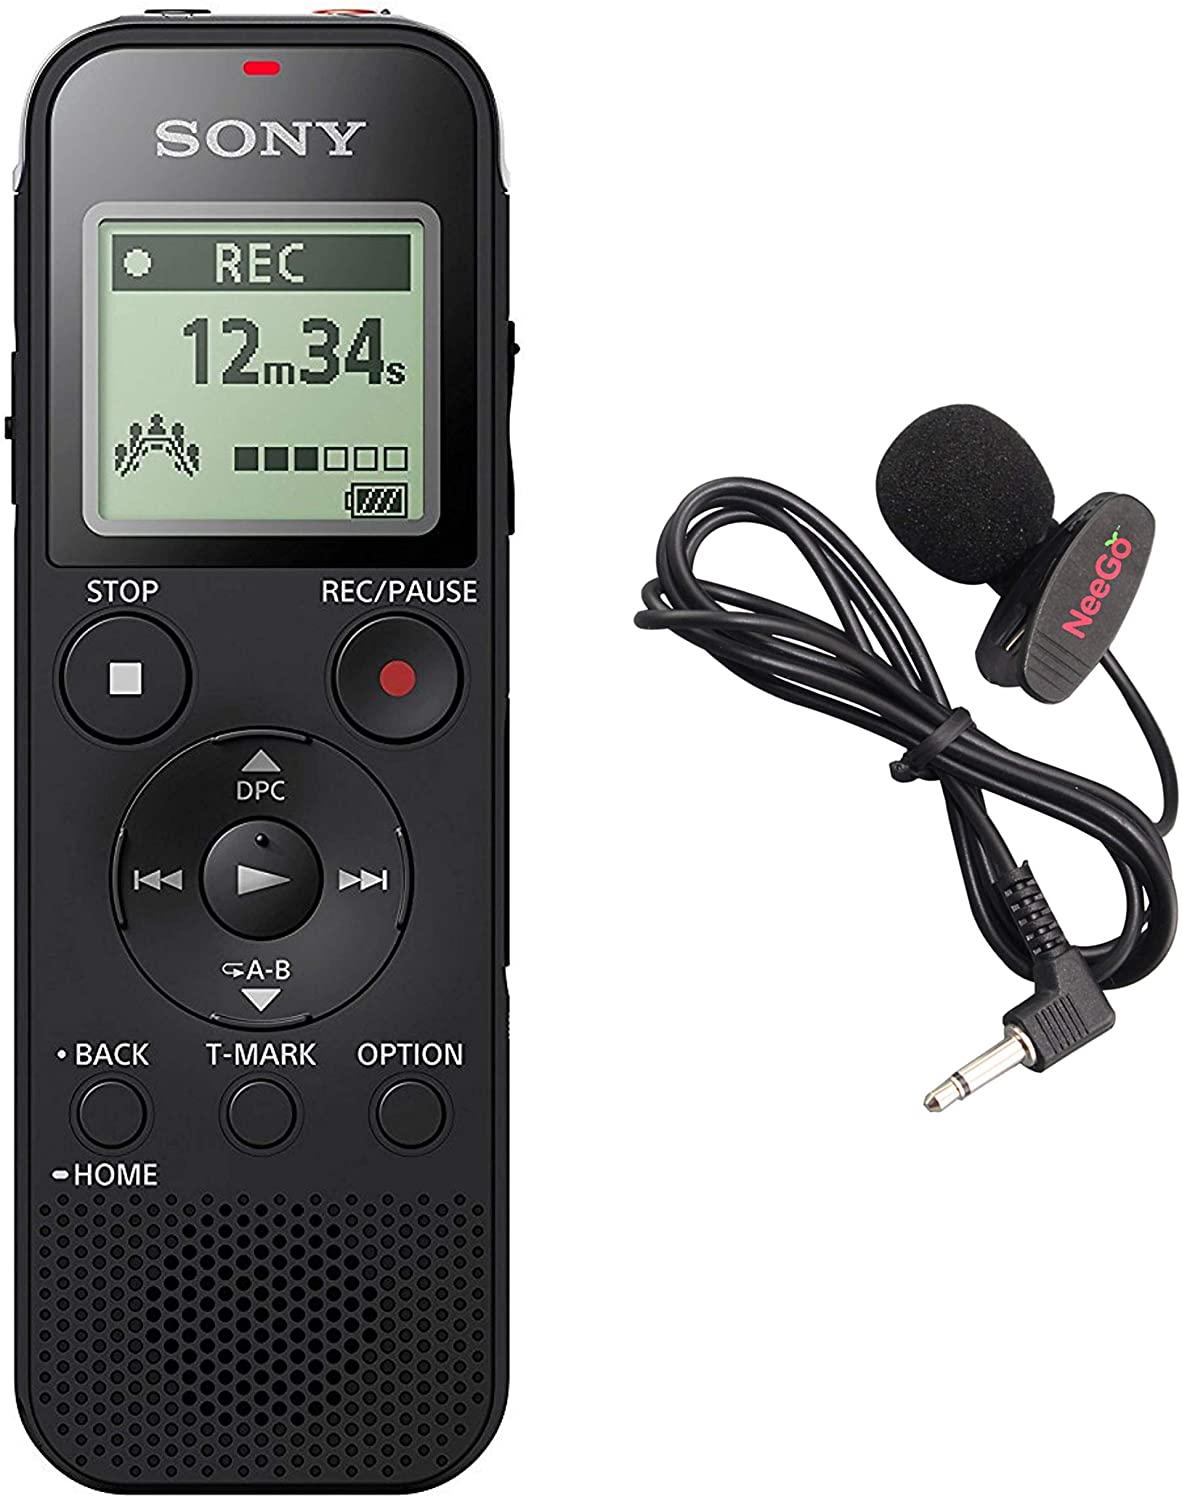 SONY
REC
12m34s
STOP
REC/PAUSE
DPC
A-B
BACK
T-MARK
OPTION
HOME
NeeGo